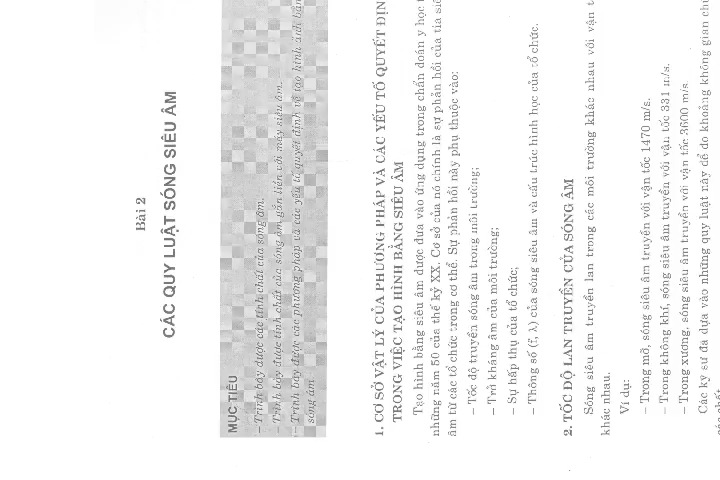 Bài 2
CÁC QUY LUẬT SÓNG SIÊU ÂM
MỤC TIÊU
– Trình bày được các tính chất của sóng âm.
– Trình bày được tính chất của sóng âm gắn liền với máy siêu âm.
– Trình bày được các phương pháp và các yếu tố quyết định về tạo hình ảnh bằng
sóng âm
1. CƠ SỞ VẬT LÝ CỦA PHƯƠNG PHÁP VÀ CÁC YẾU TỐ QUYẾT ĐỊN
TRONG VIỆC TẠO HÌNH BẰNG SIÊU ÂM
Tạo hình bằng siêu âm được đưa vào ứng dụng trong chẩn đoán y học
những năm 50 của thế kỷ XX. Cơ sở của nó chính là sự phản hồi của tia siê
âm từ các tổ chức trong cơ thể. Sự phản hồi này phụ thuộc vào:
– Tốc độ truyền sóng âm trong môi trường;
– Trở kháng âm của môi trường;
– Sự hấp thụ của tổ chức;
– Thông số (f, λ) của sóng siêu âm và cấu trúc hình học của tổ chức.
2. TỐC ĐỘ LAN TRUYỀN CỦA SÓNG ÂM
Sóng siêu âm truyền lan trong các môi trường khác nhau với vận t
khác nhau.
Ví dụ:
– Trong mỡ, sóng siêu âm truyền với vận tốc 1470 m/s.
– Trong không khí, sóng siêu âm truyền với vận tốc 331 m/s.
– Trong xương, sóng siêu âm truyền với vận tốc 3600 m/s
Các kỹ sư đã dựa vào những quy luật này để đo khoảng không gian chứ
các chất